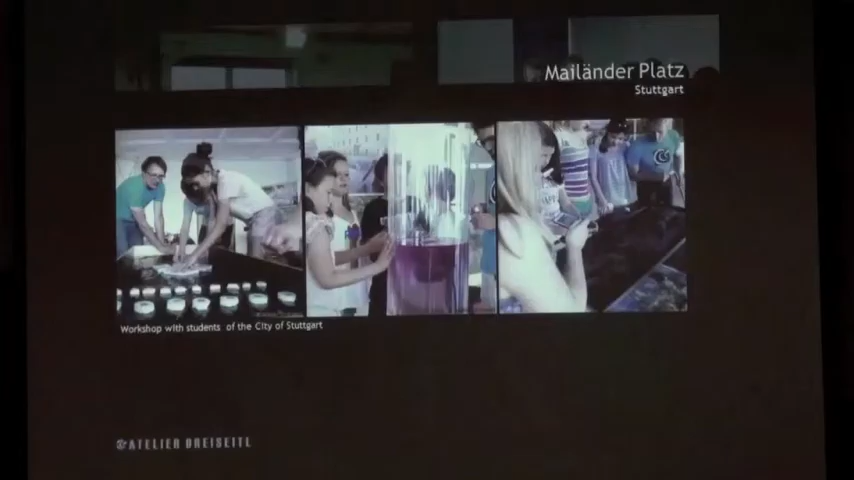 Mailänder Platz
Stuttgart
Workshop with students of the City of Stuttgart
©ATELIER DREISEITL